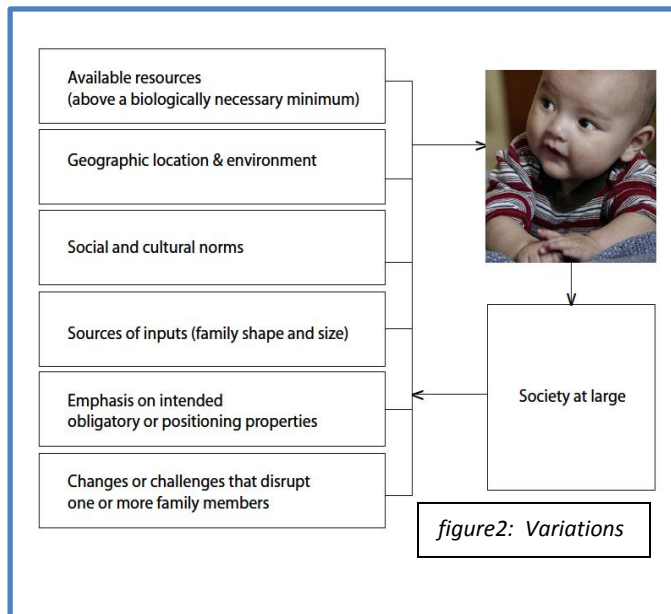 Available resources
(above a biologically necessary minimum)
Geographic location & environment
Social and cultural norms
Sources of inputs (family shape and size)
Emphasis on intended
obligatory or positioning properties
Changes or challenges that disrupt
one or more family members
Society at large
figure2: Variations